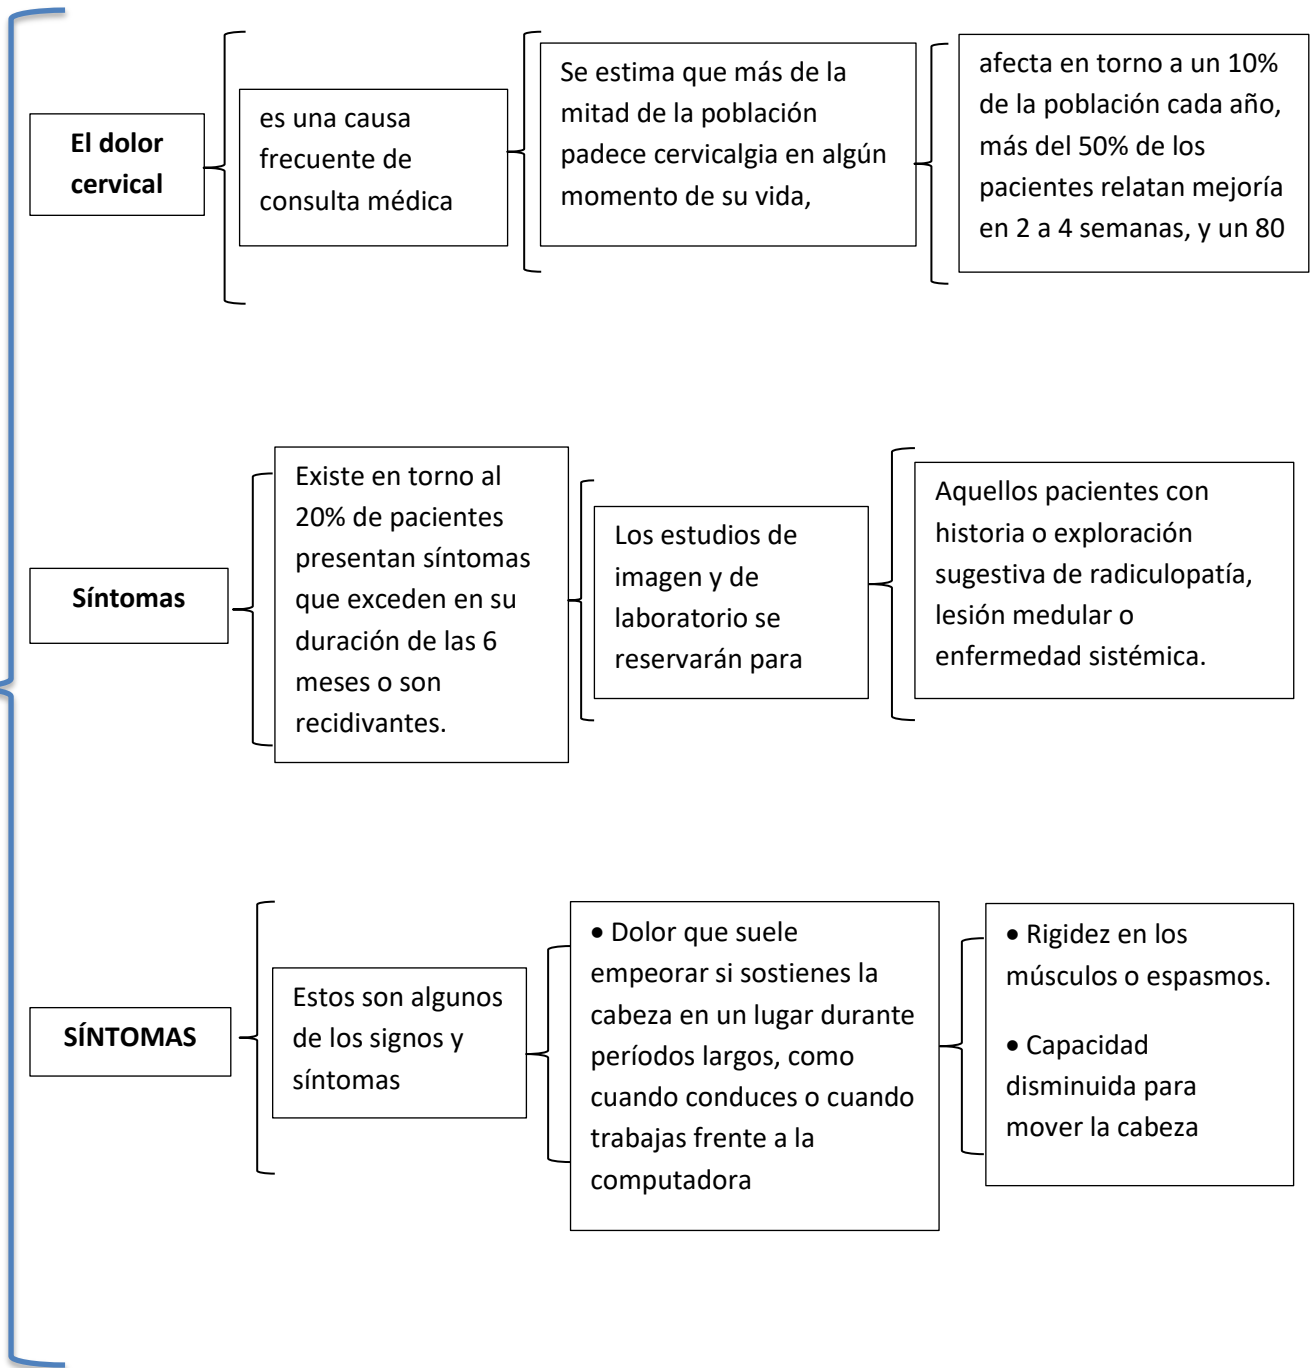 El dolor
cervical
es una causa
frecuente de
consulta médica
Se estima que más de la
mitad de la población
padece cervicalgia en algún
momento de su vida,
afecta en torno a un 10%
de la población cada año,
más del 50% de los
pacientes relatan mejoría
en 2 a 4 semanas, y un 80
Síntomas
Existe en torno al
20% de pacientes
presentan síntomas
que exceden en su
duración de las 6
meses o son
recidivantes.
Los estudios de
imagen y de
laboratorio se
reservarán para
Aquellos pacientes con
historia o exploración
sugestiva de radiculopatía,
lesión medular o
enfermedad sistémica.
SÍNTOMAS
Estos son algunos
de los signos y
síntomas
• Dolor que suele
empeorar si sostienes la
cabeza en un lugar durante
períodos largos, como
cuando conduces o cuando
trabajas frente a la
computadora
• Rigidez en los
músculos o espasmos.
• Capacidad
disminuida para
mover la cabeza